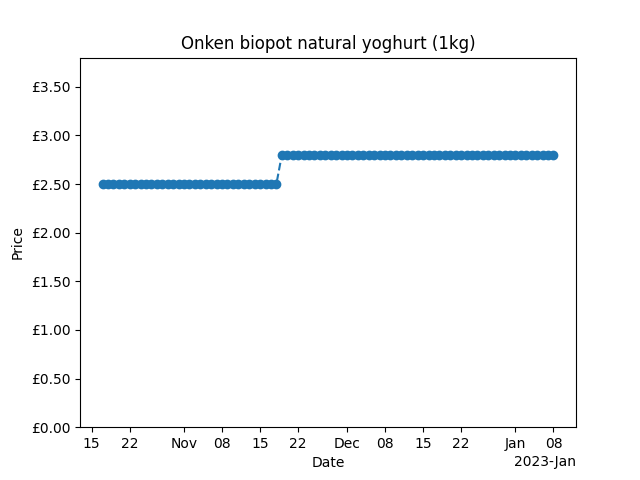 Onken biopot natural yoghurt (1kg)
£3.50
£3.00
£2.50
£2.00
£1.50
£1.00
£0.50
£0.00
Price
15 22 Nov 08 15 22 Dec 08 15 22 Jan 08
Date
2023-Jan